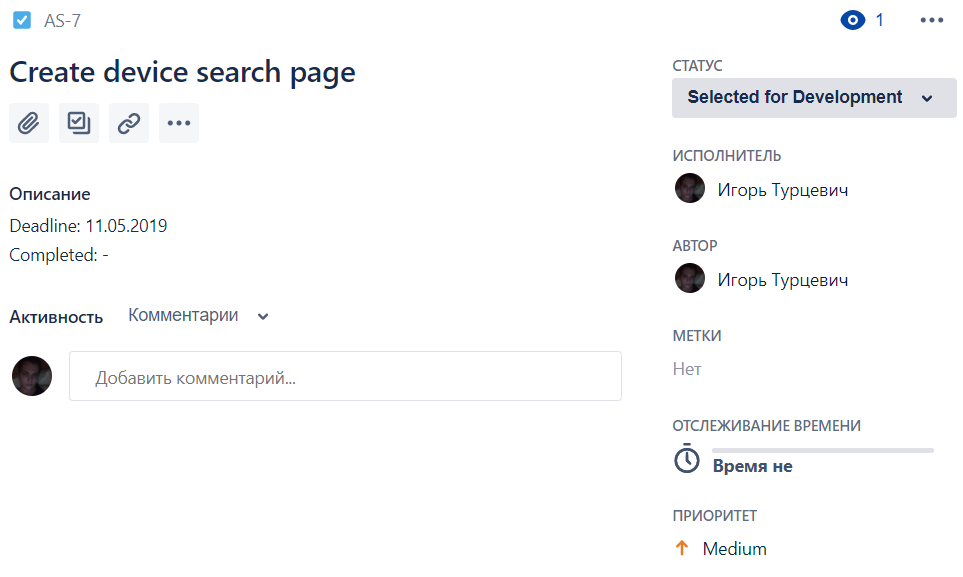 AS-7
1
Create device search page
Описание
Deadline: 11.05.2019
Completed: -
Активность
Комментарии
Добавить комментарий...
СТАТУС
Selected for Development
ИСПОЛНИТЕЛЬ
Игорь Турцевич
АВТОР
Игорь Турцевич
МЕТКИ
Нет
ОТСЛЕЖИВАНИЕ ВРЕМЕНИ
Время не
ПРИОРИТЕТ
Medium